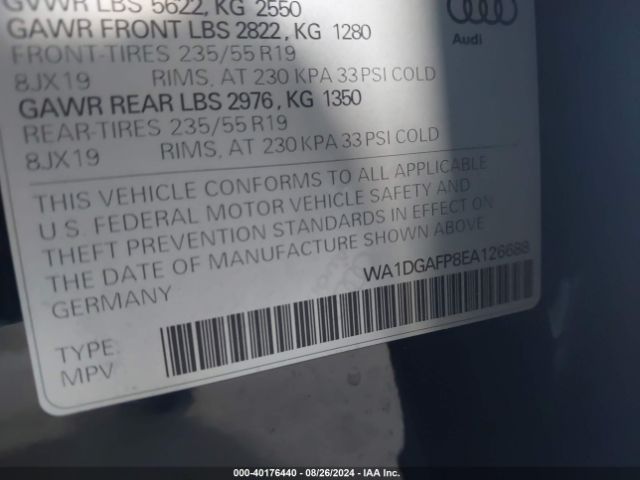 GVWR LBS 5622, KG 2550
GAWR FRONT LBS 2822, KG 1280
FRONT-TIRES 235/55 R19
8JX19 RIMS, AT 230 KPA 33 PSI COLD
GAWR REAR LBS 2976, KG 1350
REAR-TIRES 235/55 R19
8JX19 RIMS, AT 230 KPA 33 PSI COLD
Audi
THIS VEHICLE CONFORMS TO ALL APPLICABLE
U.S. FEDERAL MOTOR VEHICLE SAFETY AND
THEFT PREVENTION STANDARDS IN EFFECT ON
THE DATE OF MANUFACTURE SHOWN ABOVE
GERMANY
WA1DGAFP8EA126688
TYPE:
MPV
000-40176440 - 08/26/2024 - IAAI.COM